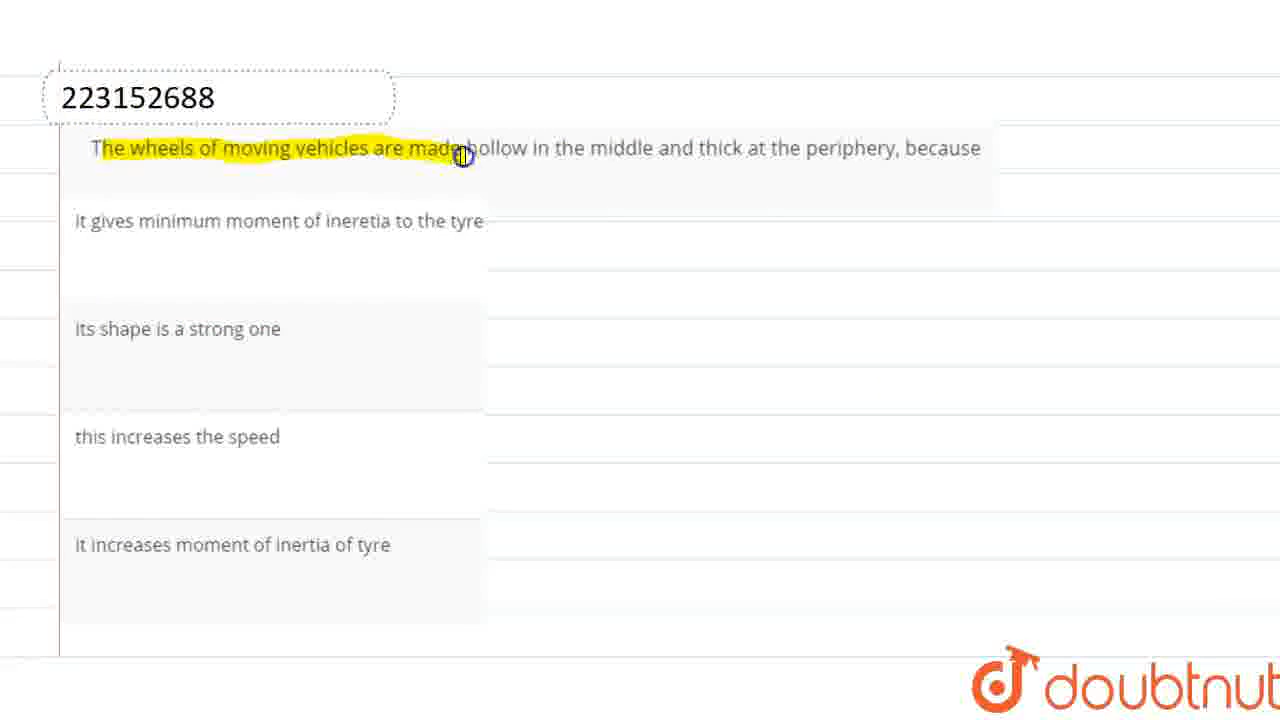 223152688
The wheels of moving vehicles are made hollow in the middle and thick at the periphery, because
It gives minimum moment of ineretia to the tyre
its shape is a strong one
this increases the speed
It increases moment of inertia of tyre
doubtnut